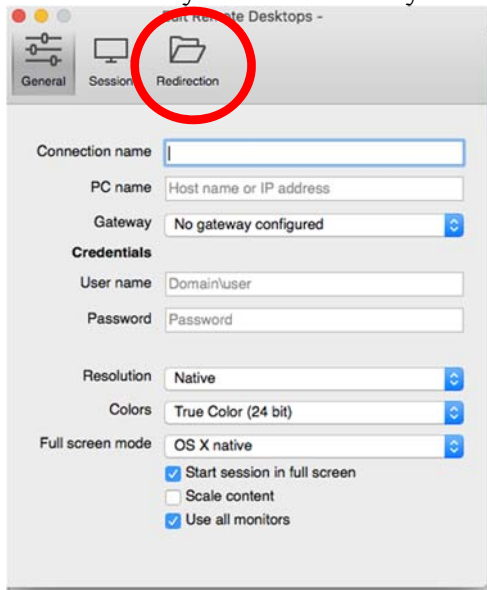 Edit Remote Desktops -
General Session Redirection
Connection name
PC name Host name or IP address
Gateway No gateway configured
Credentials
User name Domain\user
Password Password
Resolution Native
Colors True Color (24 bit)
Full screen mode OS X native
Start session in full screen
Scale content
Use all monitors